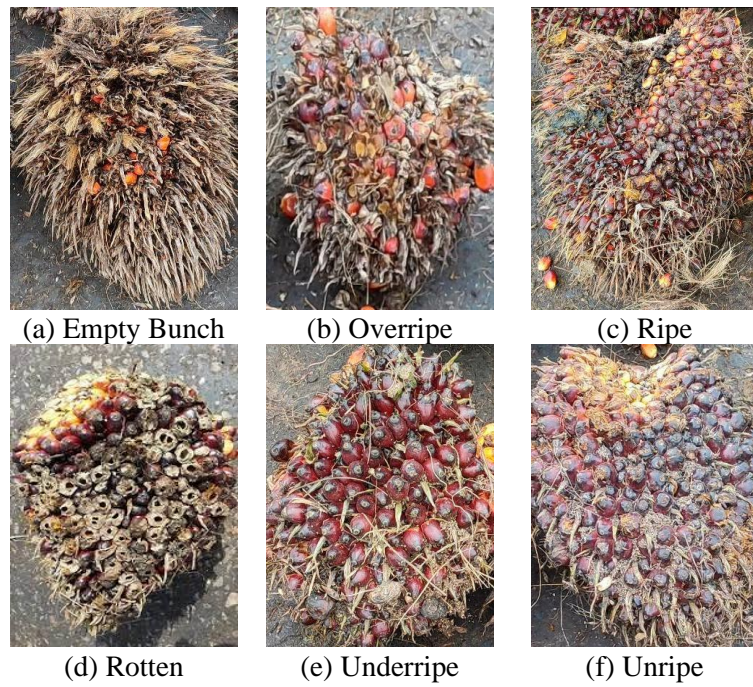 (a) Empty Bunch
(b) Overripe
(c) Ripe
(d) Rotten
(e) Underripe
(f) Unripe